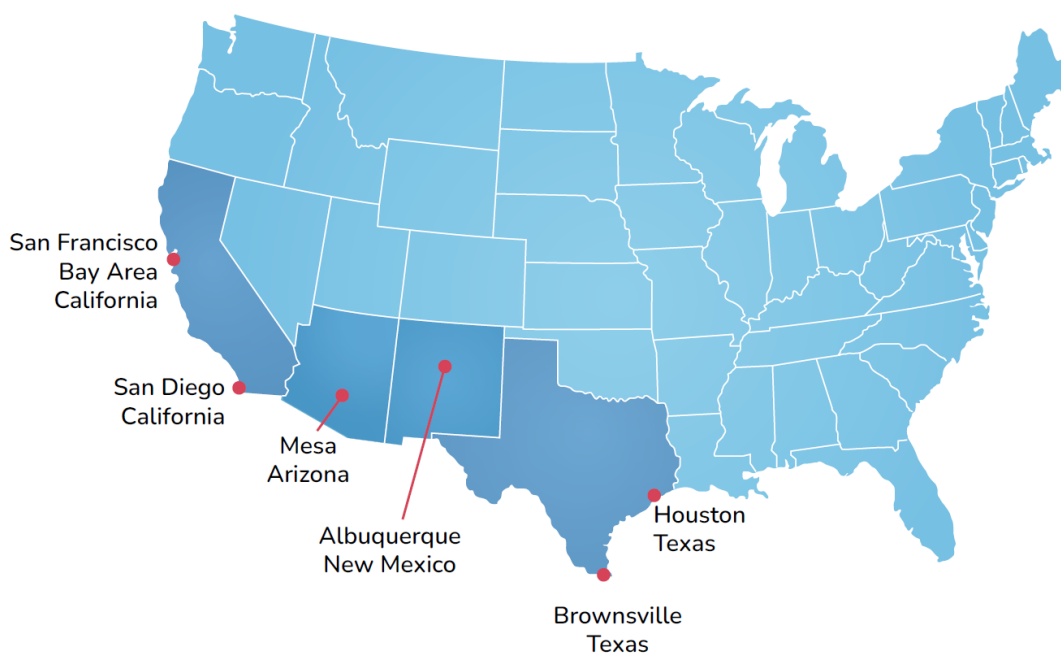 San Francisco
Bay Area
California
San Diego
California
Mesa
Arizona
Albuquerque
New Mexico
Houston
Texas
Brownsville
Texas